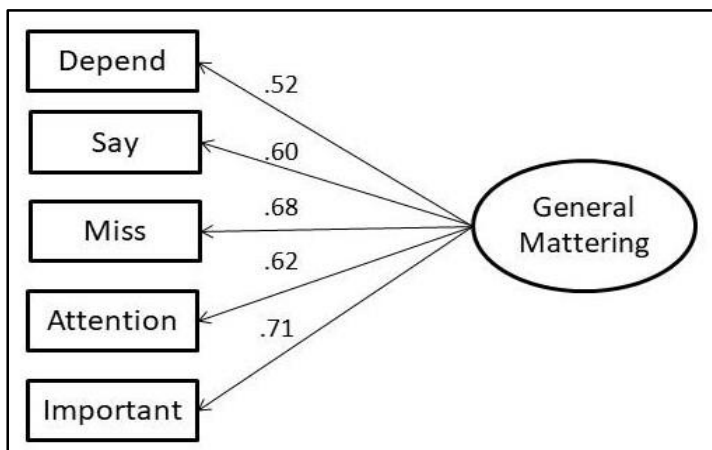 Depend
.52
Say
.60
Miss
.68
General
Mattering
.62
Attention
.71
Important